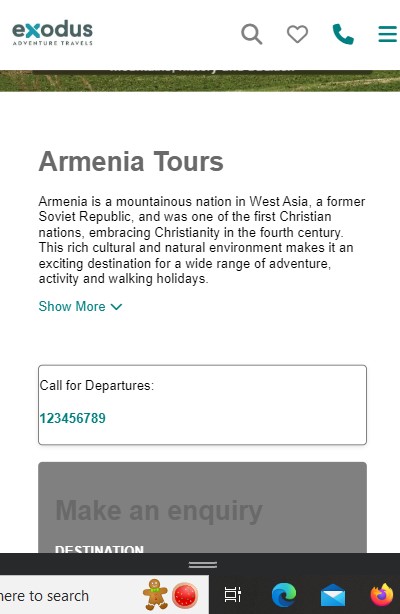 exodus
ADVENTURE TRAVELS
Armenia Tours
Armenia is a mountainous nation in West Asia, a former
Soviet Republic, and was one of the first Christian
nations, embracing Christianity in the fourth century.
This rich cultural and natural environment makes it an
exciting destination for a wide range of adventure,
activity and walking holidays.
Show More
Call for Departures:
123456789
Make an enquiry
DESTINATION
here to search